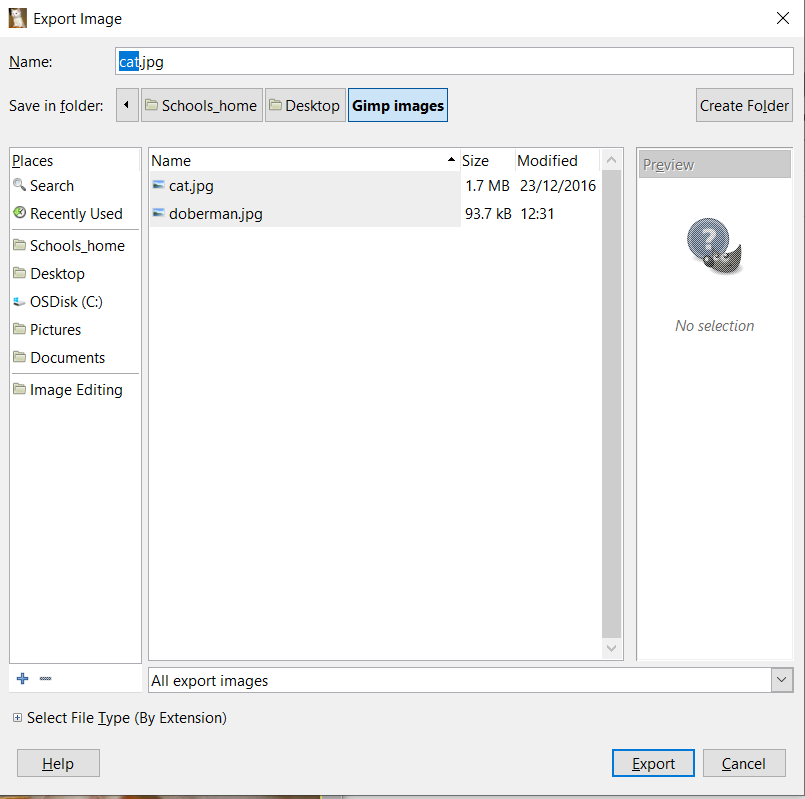 Export Image
Name: cat.jpg
Save in folder: Schools_home Desktop Gimp images Create Folder
Places
Search
Recently Used
Schools_home
Desktop
OSDisk (C:)
Pictures
Documents
Image Editing
Name Size Modified
cat.jpg 1.7 MB 23/12/2016
doberman.jpg 93.7 kB 12:31
Preview
?
No selection
All export images
Select File Type (By Extension)
Help Export Cancel